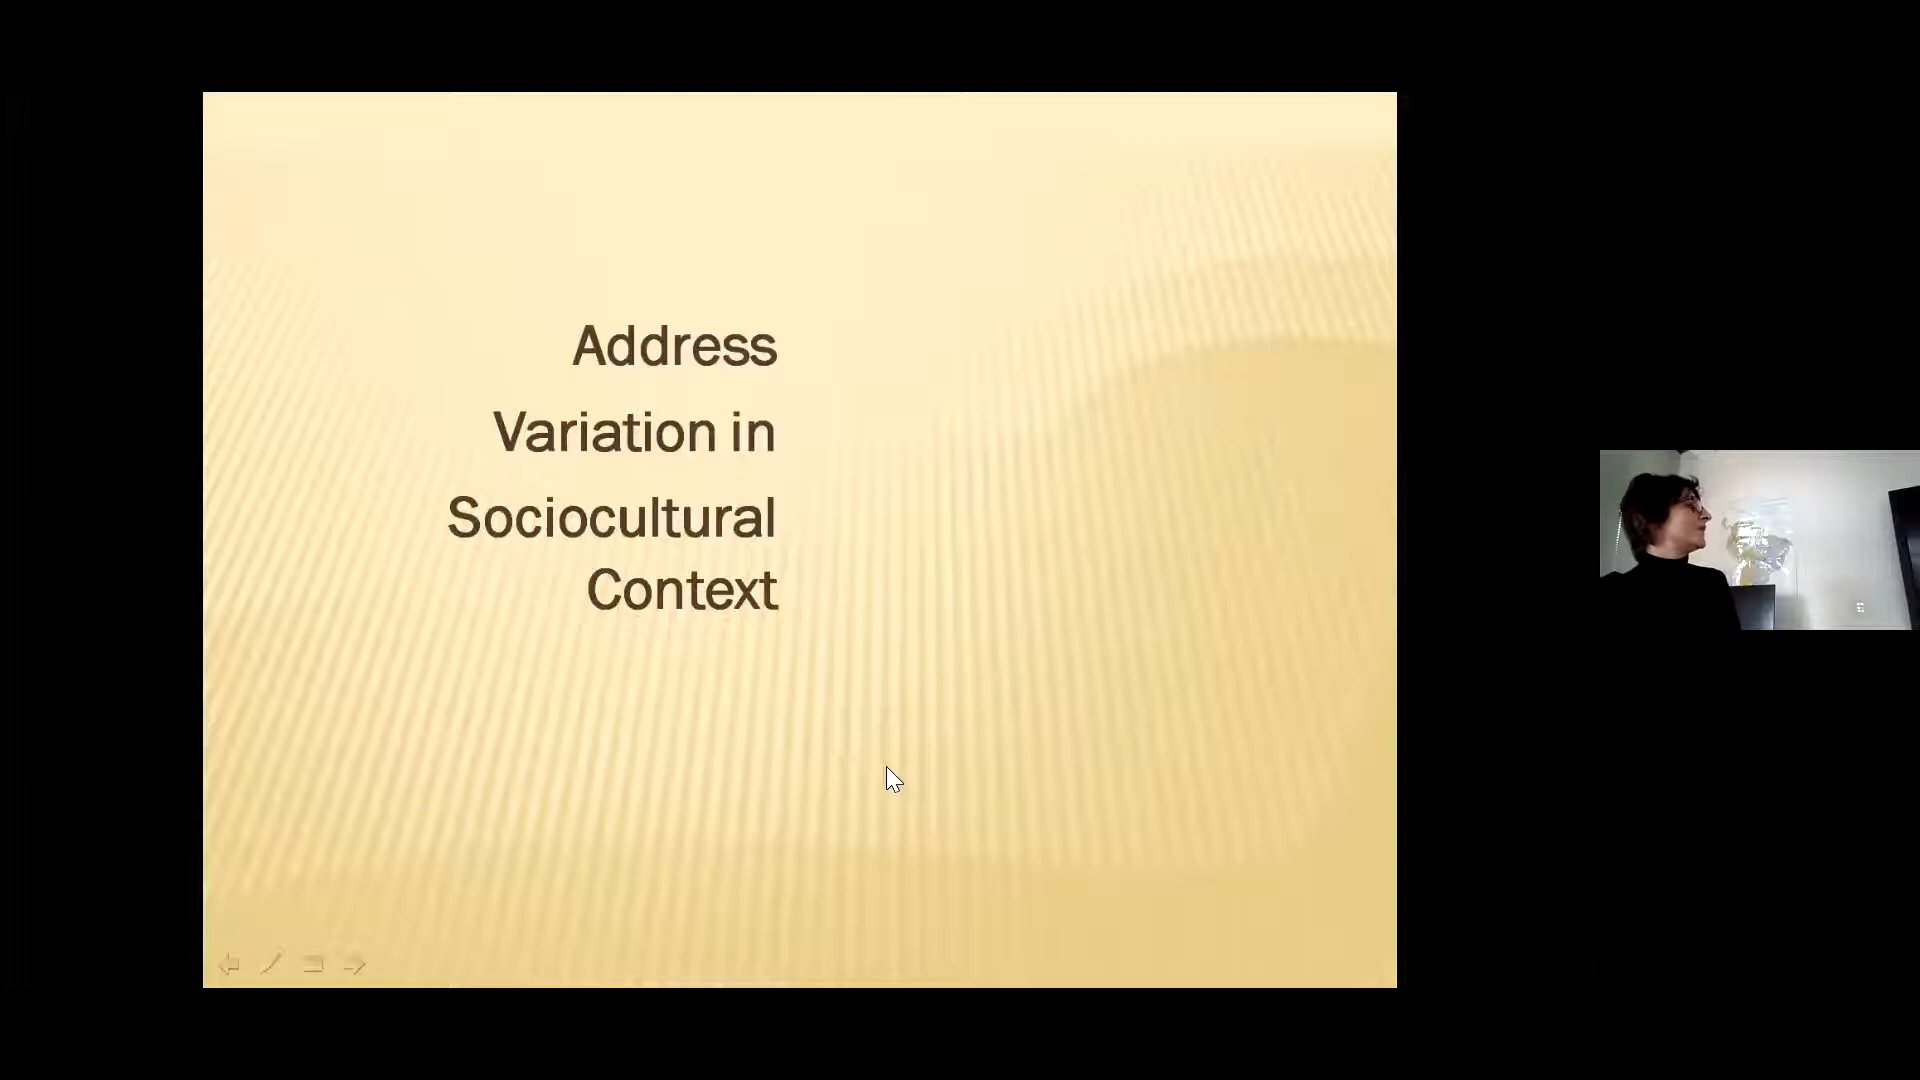 Address
Variation in
Sociocultural
Context